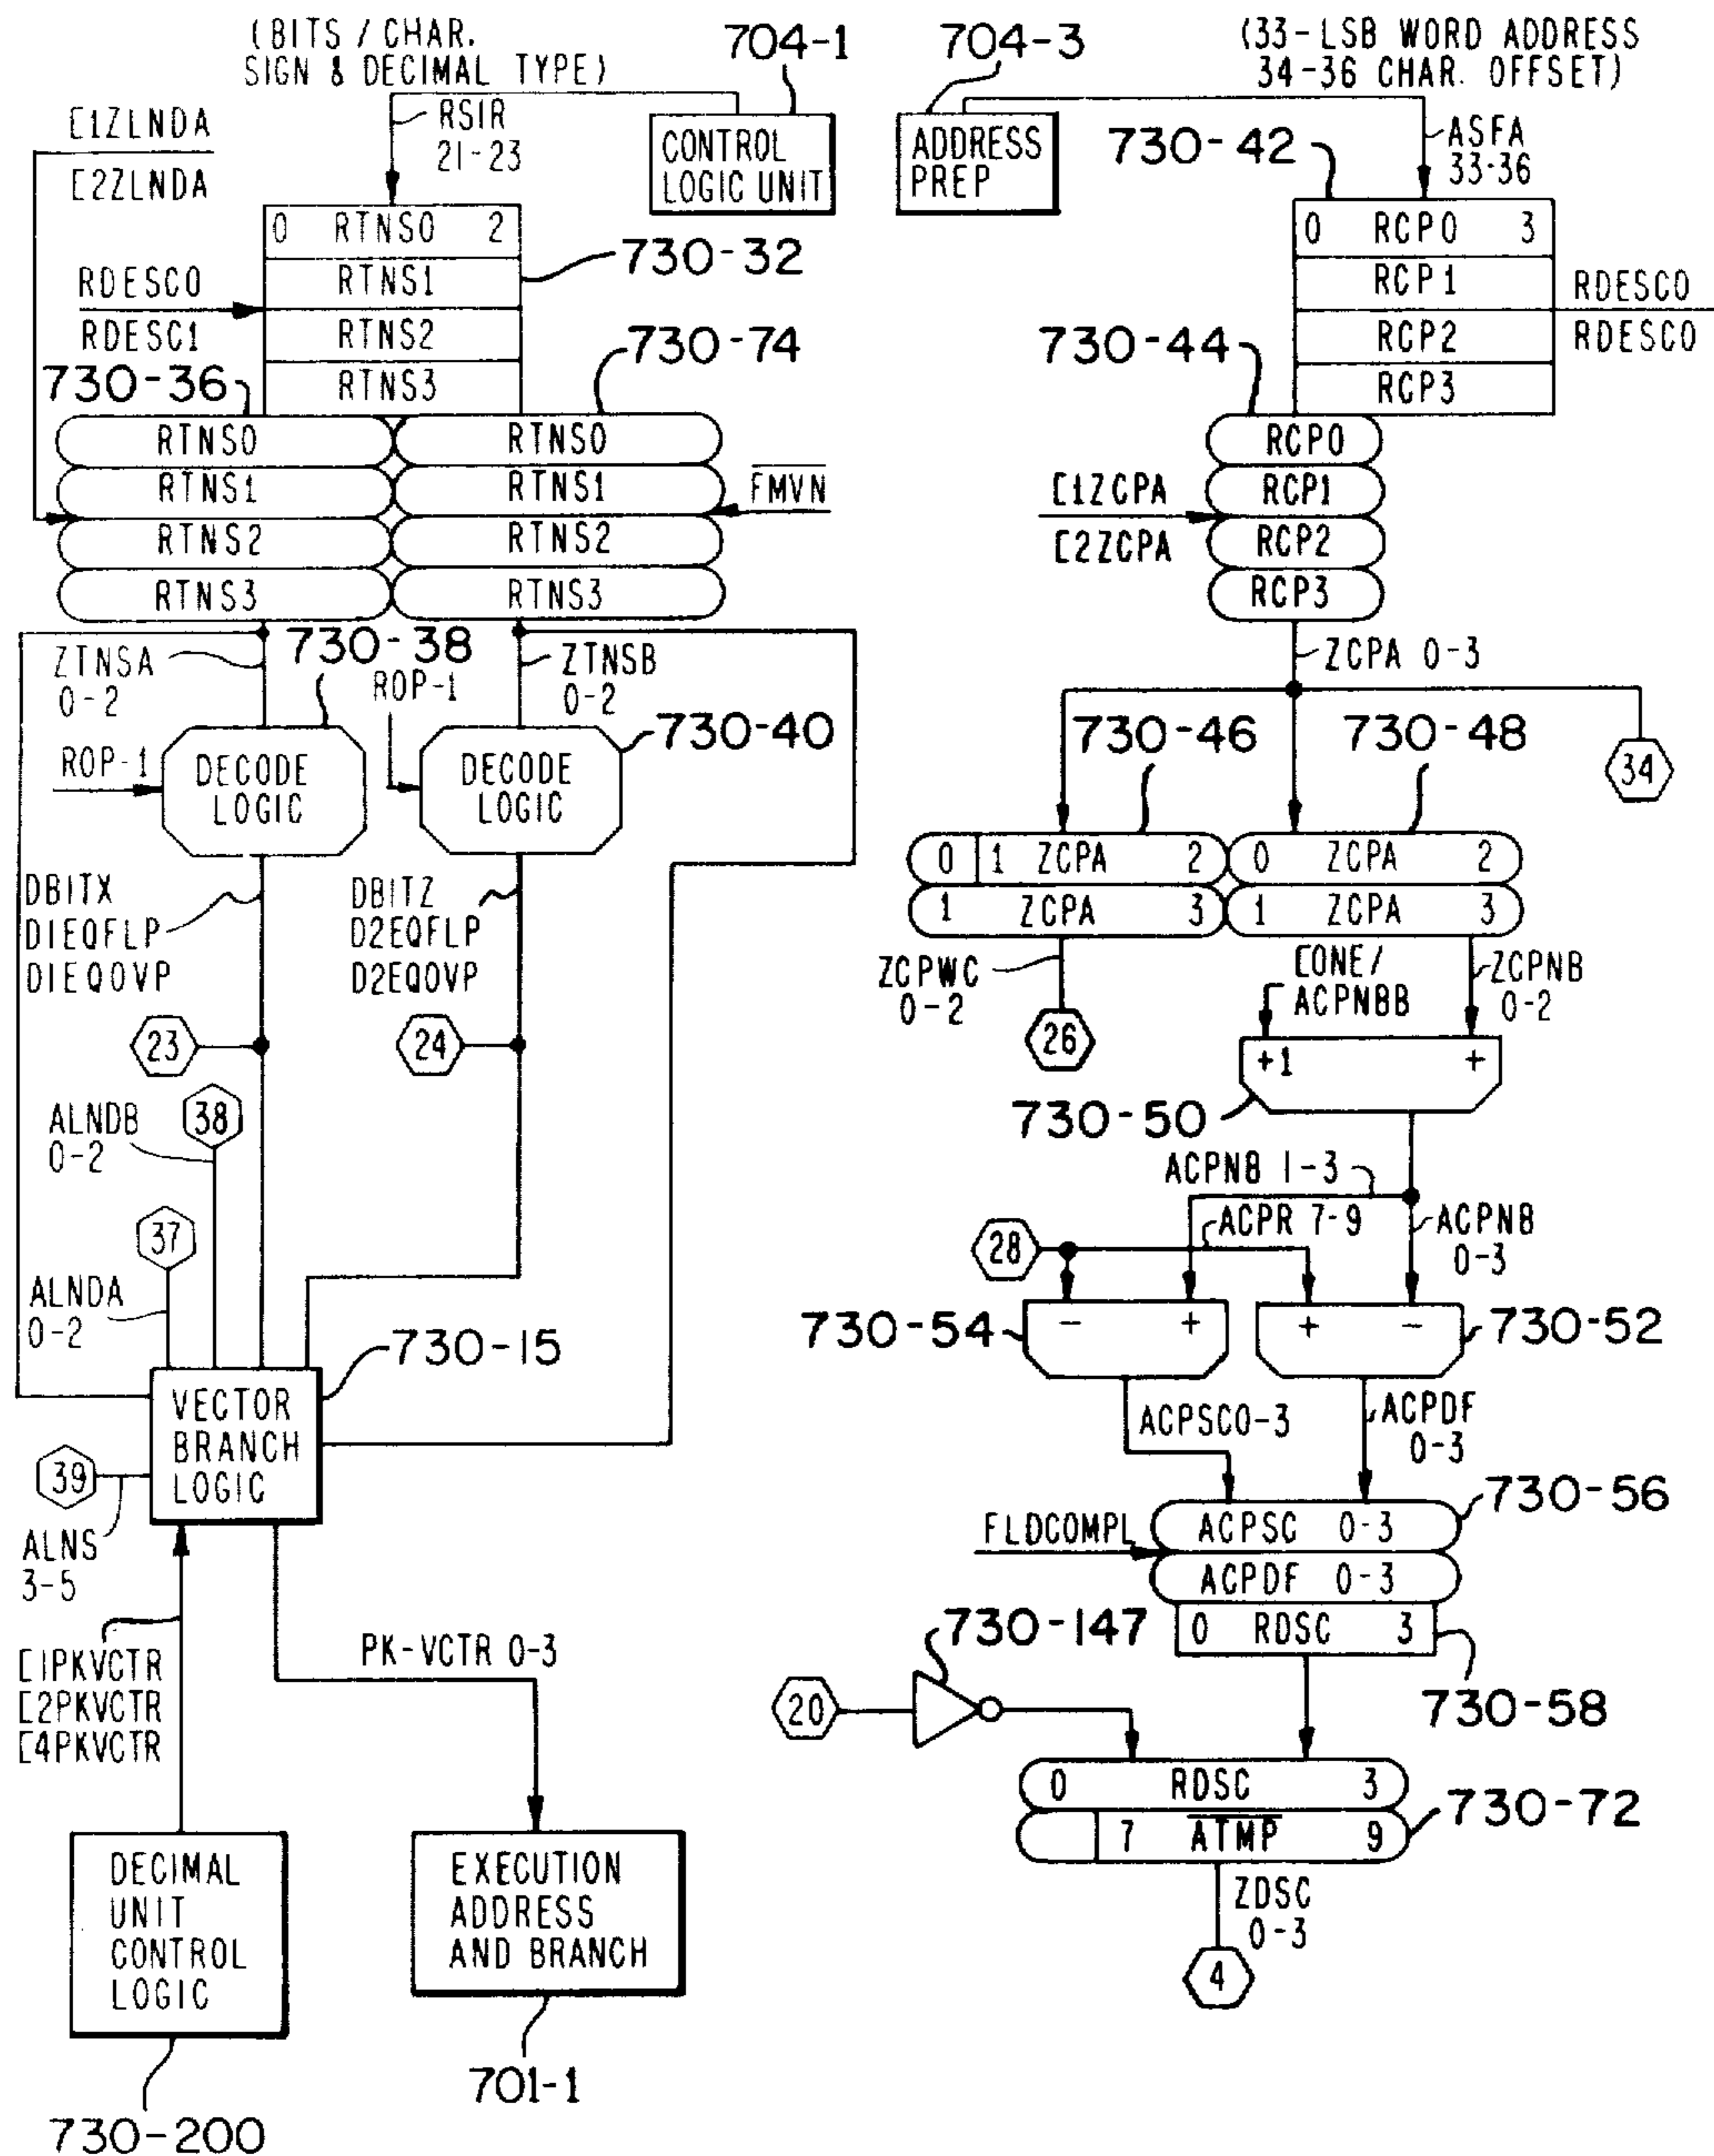 (BITS / CHAR.
SIGN & DECIMAL TYPE)
704-1
704-3
(33-LSB WORD ADDRESS
34-36 CHAR. OFFSET)
[1ZLNDA
[2ZLNDA
RSIR
21-23
CONTROL
LOGIC UNIT
ADDRESS
PREP
730-42
ASFA
33-36
0 RTNS0 2
RTNS1
RTNS2
RTNS3
730-32
RDESC0
RDESC1
0 RCP0 3
RCP1
RCP2
RCP3
RDESC0
RDESC0
730-36
730-74
730-44
RTNS0
RTNS1
RTNS2
RTNS3
RTNS0
RTNS1
RTNS2
RTNS3
FMVN
[1ZCPA
[2ZCPA
RCP0
RCP1
RCP2
RCP3
ZTNSA
0-2
730-38
ROP-1
ZTNSB
0-2
ZCPA 0-3
730-40
730-46
730-48
34
ROP-1
DECODE
LOGIC
DECODE
LOGIC
0 1 ZCPA 2
1 ZCPA 3
0 ZCPA 2
1 ZCPA 3
DBITX
D1EQFLP
D1EQOVP
DBITZ
D2EQFLP
D2EQOVP
ZCPWC
0-2
[ONE/
ACPNBB
ZCPNB
0-2
23
24
26
+1 +
730-50
ALNDB
0-2
38
37
ALNDA
0-2
ACPNB 1-3
ACPR 7-9
28
ACPNB
0-3
730-54
- +
+ -
730-52
730-15
VECTOR
BRANCH
LOGIC
ACPSC0-3
ACPDF
0-3
39
ALNS
3-5
FLDCOMPL
ACPSC 0-3
ACPDF 0-3
730-56
0 RDSC 3
730-58
730-147
20
[1PKVCTR
[2PKVCTR
[4PKVCTR
PK-VCTR 0-3
0 RDSC 3
7 ATMP 9
730-72
DECIMAL
UNIT
CONTROL
LOGIC
EXECUTION
ADDRESS
AND BRANCH
ZDSC
0-3
4
730-200
701-1